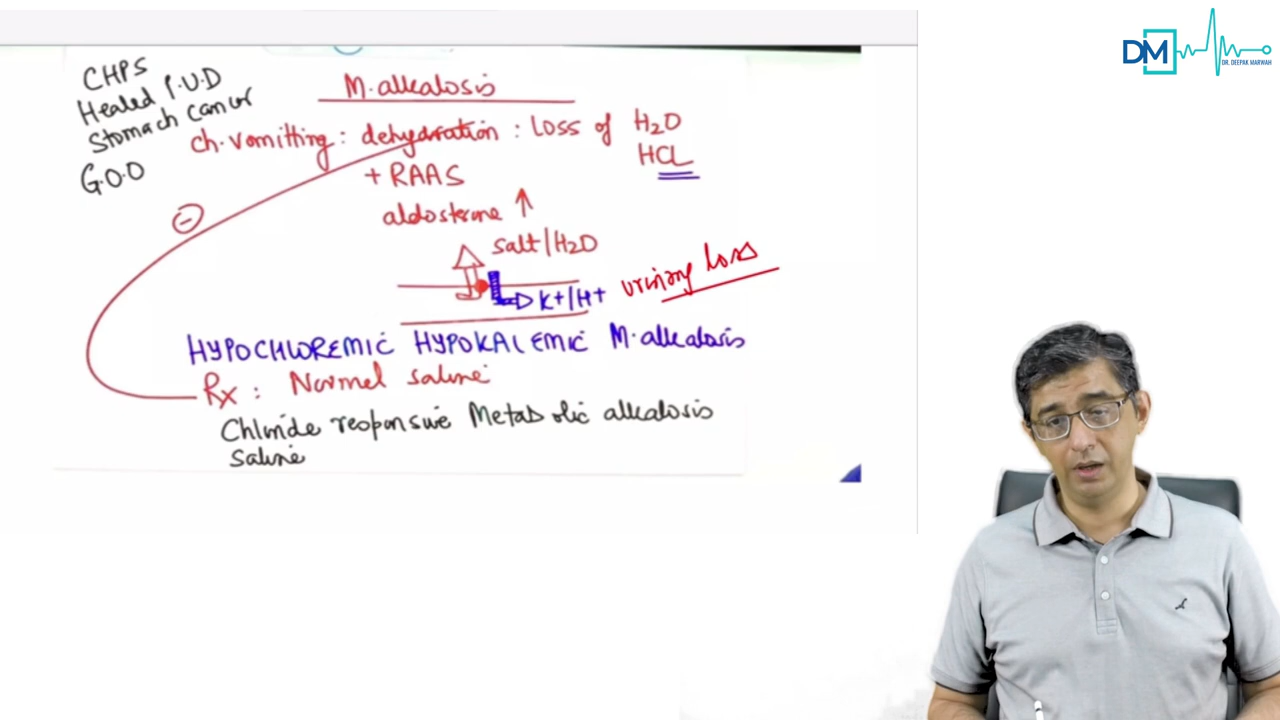 DM
DR. DEEPAK MARWAH
CHPS
Healed P.U.D
Stomach cancer
G.O.O
M.alkalosis
Ch.vomitting: dehydration : Loss of H2O
HCL
+ RAAS
aldosterone ↑
salt/H2O
K+/H+ urinary loss
HYPOCHLOREMIC HYPOKALEMIC M.alkalosis
Rx : Normal saline
Chloride responsive Metabolic alkalosis
Saline